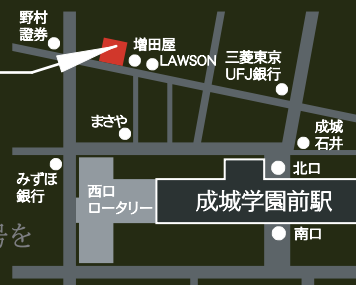 野村
證券
増田屋
LAWSON
三菱東京
UFJ銀行
まさや
成城
石井
みずほ
銀行
西口
ロータリー
北口
成城学園前駅
南口
号を